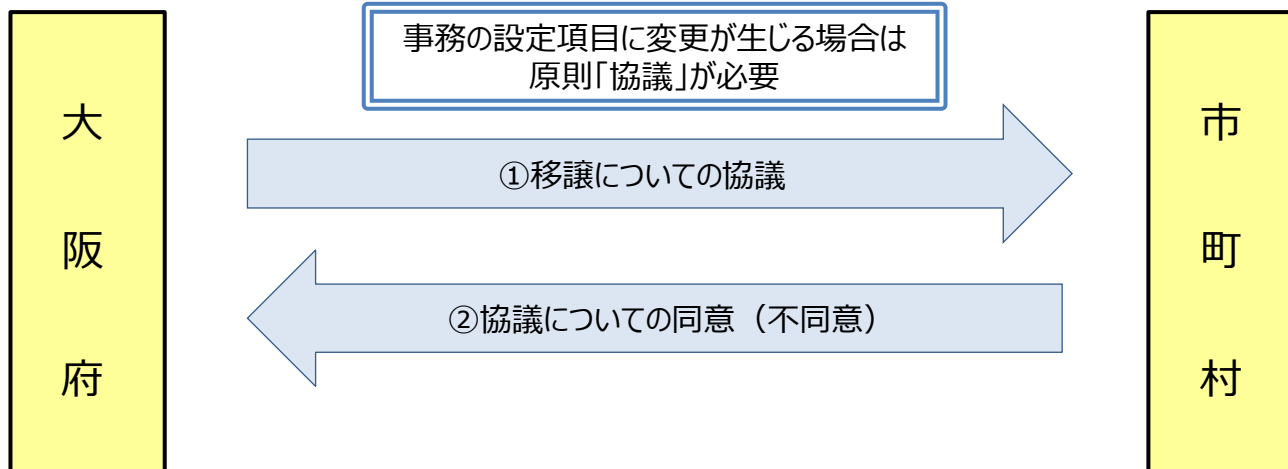 大阪府
事務の設定項目に変更が生じる場合は
原則「協議」が必要
①移譲についての協議
②協議についての同意（不同意）
市町村